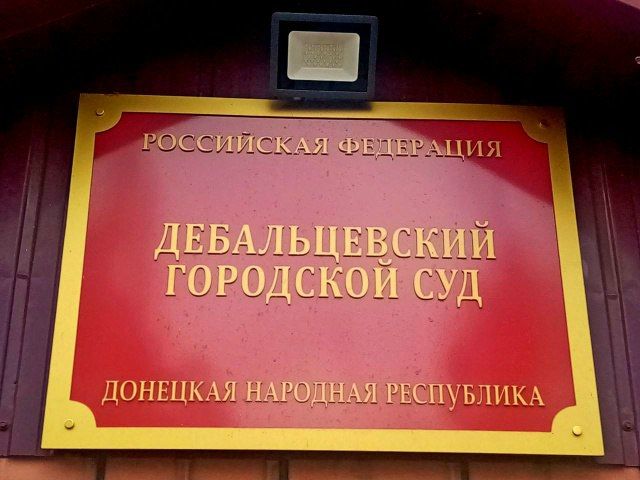 РОССИЙСКАЯ ФЕДЕРАЦИЯ
ДЕБАЛЬЦЕВСКИЙ
ГОРОДСКОЙ СУД
ДОНЕЦКАЯ НАРОДНАЯ РЕСПУБЛИКА